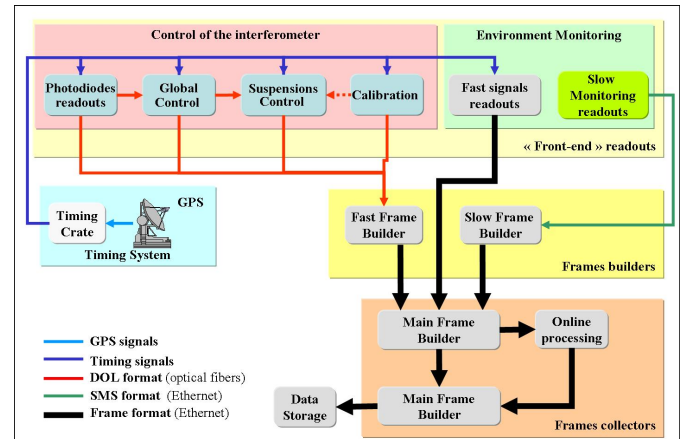 Control of the interferometer
Environment Monitoring
Photodiodes
readouts
Global
Control
Suspensions
Control
Calibration
Fast signals
readouts
Slow
Monitoring
readouts
« Front-end » readouts
GPS
Timing
Crate
Timing System
Fast Frame
Builder
Slow Frame
Builder
Frames builders
Main Frame
Builder
Online
processing
GPS signals
Timing signals
DOL format (optical fibers)
SMS format (Ethernet)
Frame format (Ethernet)
Data
Storage
Main Frame
Builder
Frames collectors